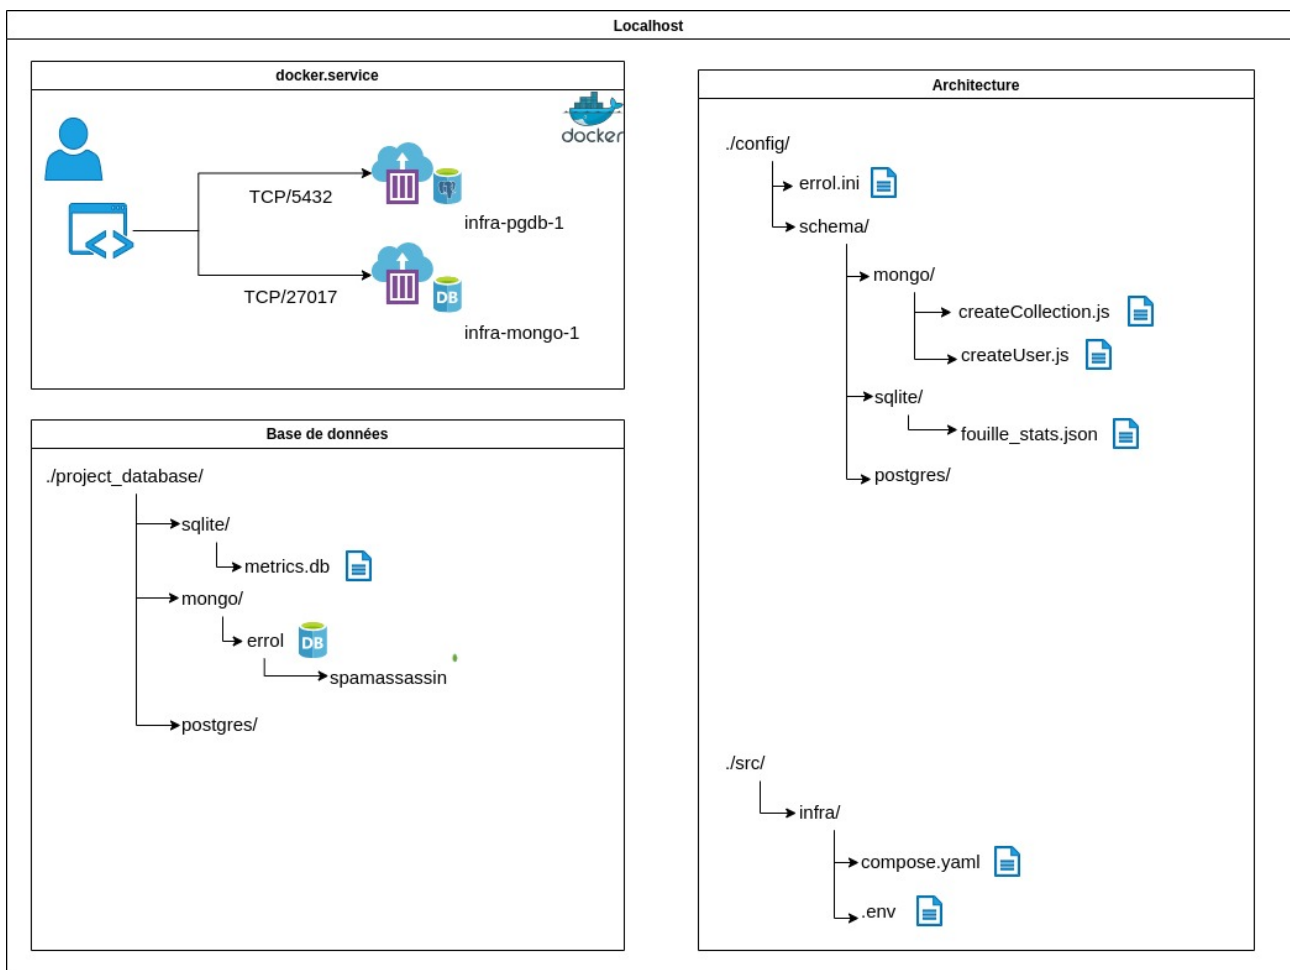 Localhost
docker.service
docker
TCP/5432
infra-pgdb-1
TCP/27017
DB
infra-mongo-1
Base de données
./project_database/
sqlite/
metrics.db
mongo/
errol
DB
spamassassin
postgres/
Architecture
./config/
errol.ini
schema/
mongo/
createCollection.js
createUser.js
sqlite/
fouille_stats.json
postgres/
./src/
infra/
compose.yaml
.env